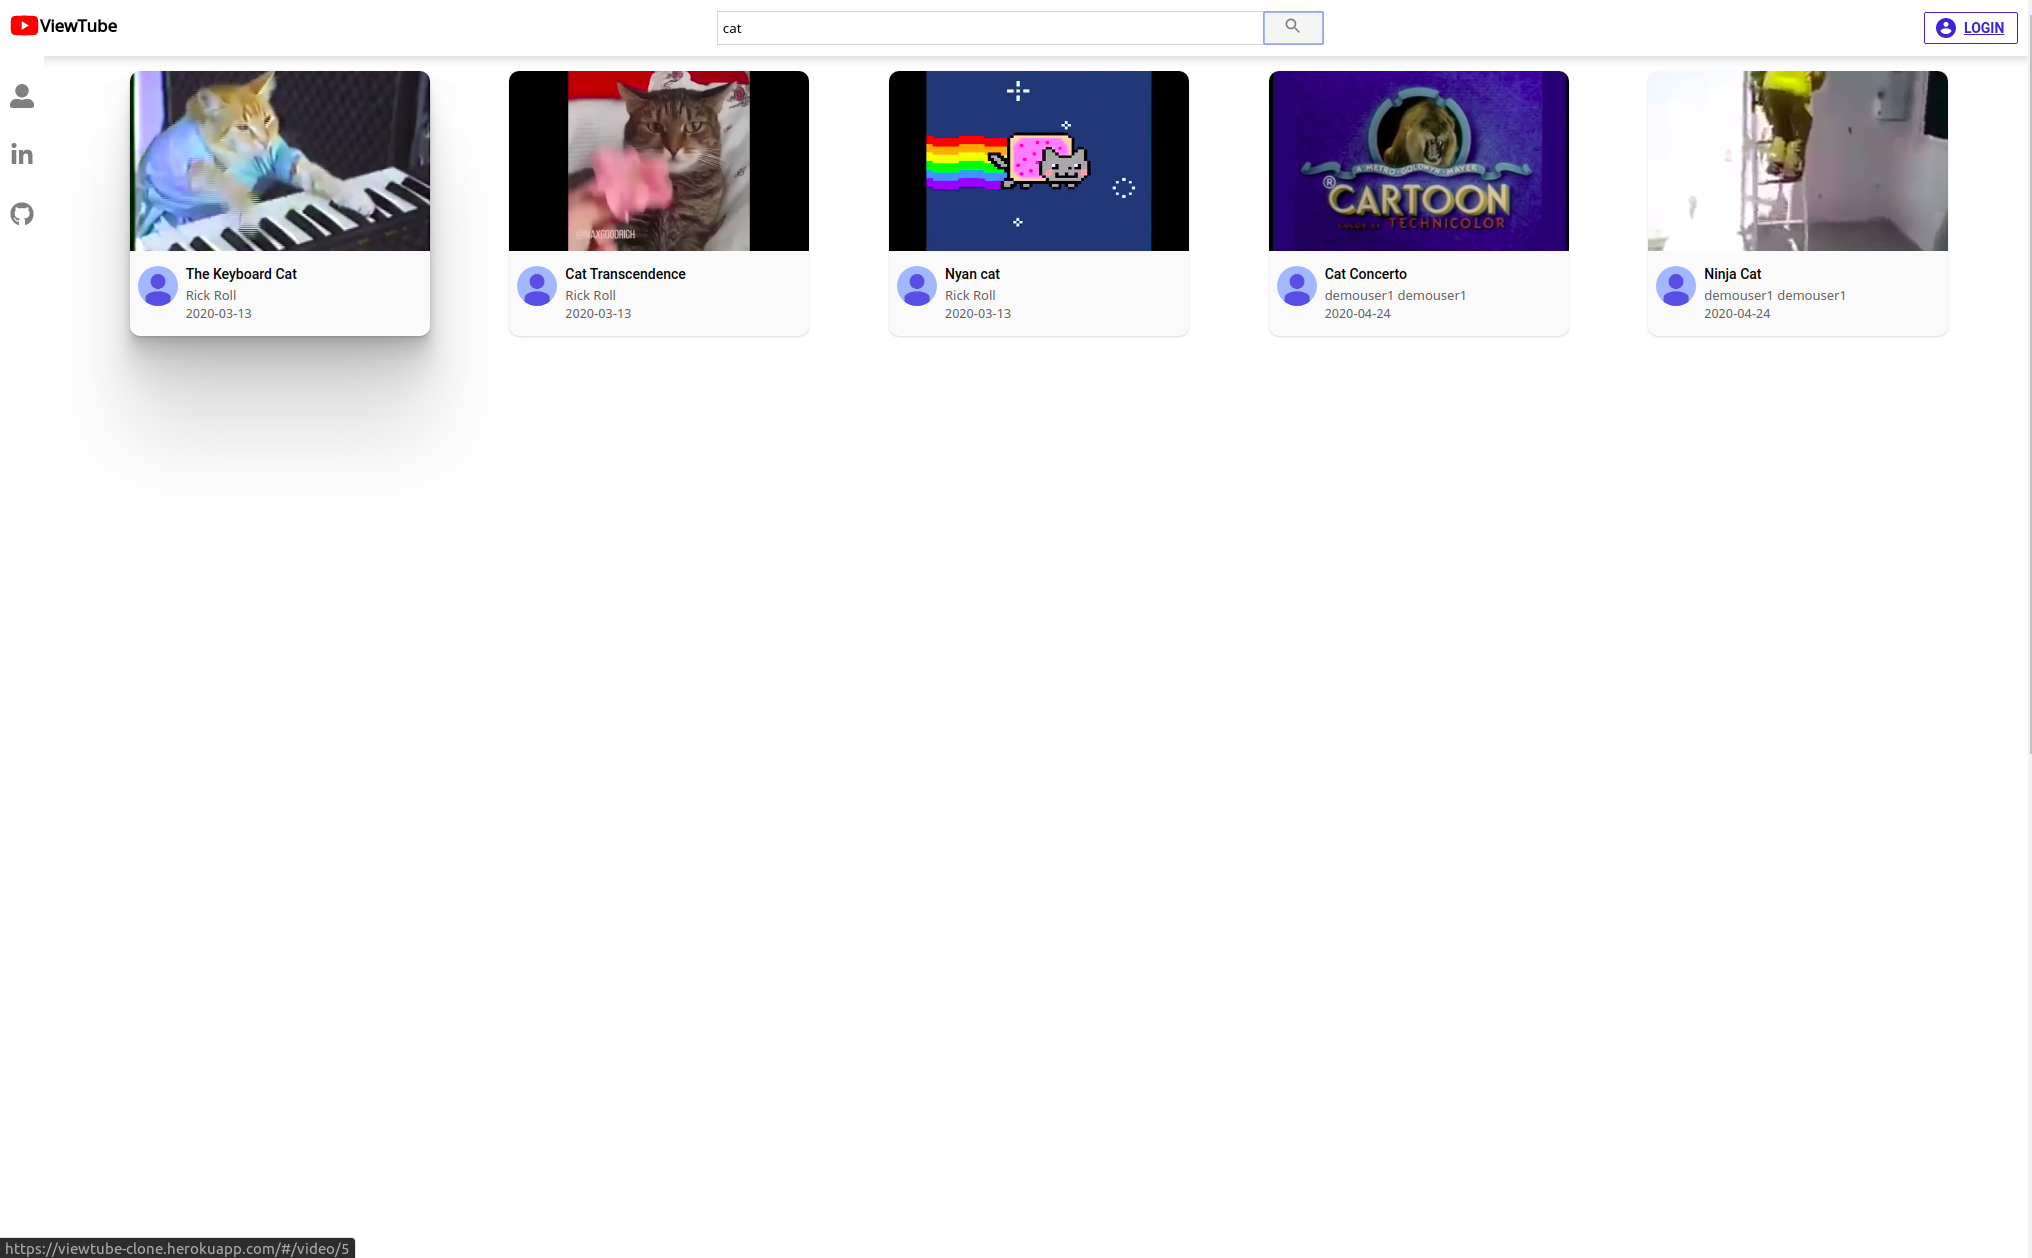 ViewTube
cat
LOGIN
@MAXGOODRICH
A METRO-GOLDWYN-MAYER
® CARTOON
COLOR BY TECHNICOLOR
The Keyboard Cat
Rick Roll
2020-03-13
Cat Transcendence
Rick Roll
2020-03-13
Nyan cat
Rick Roll
2020-03-13
Cat Concerto
demouser1 demouser1
2020-04-24
Ninja Cat
demouser1 demouser1
2020-04-24
https://viewtube-clone.herokuapp.com/#/video/5